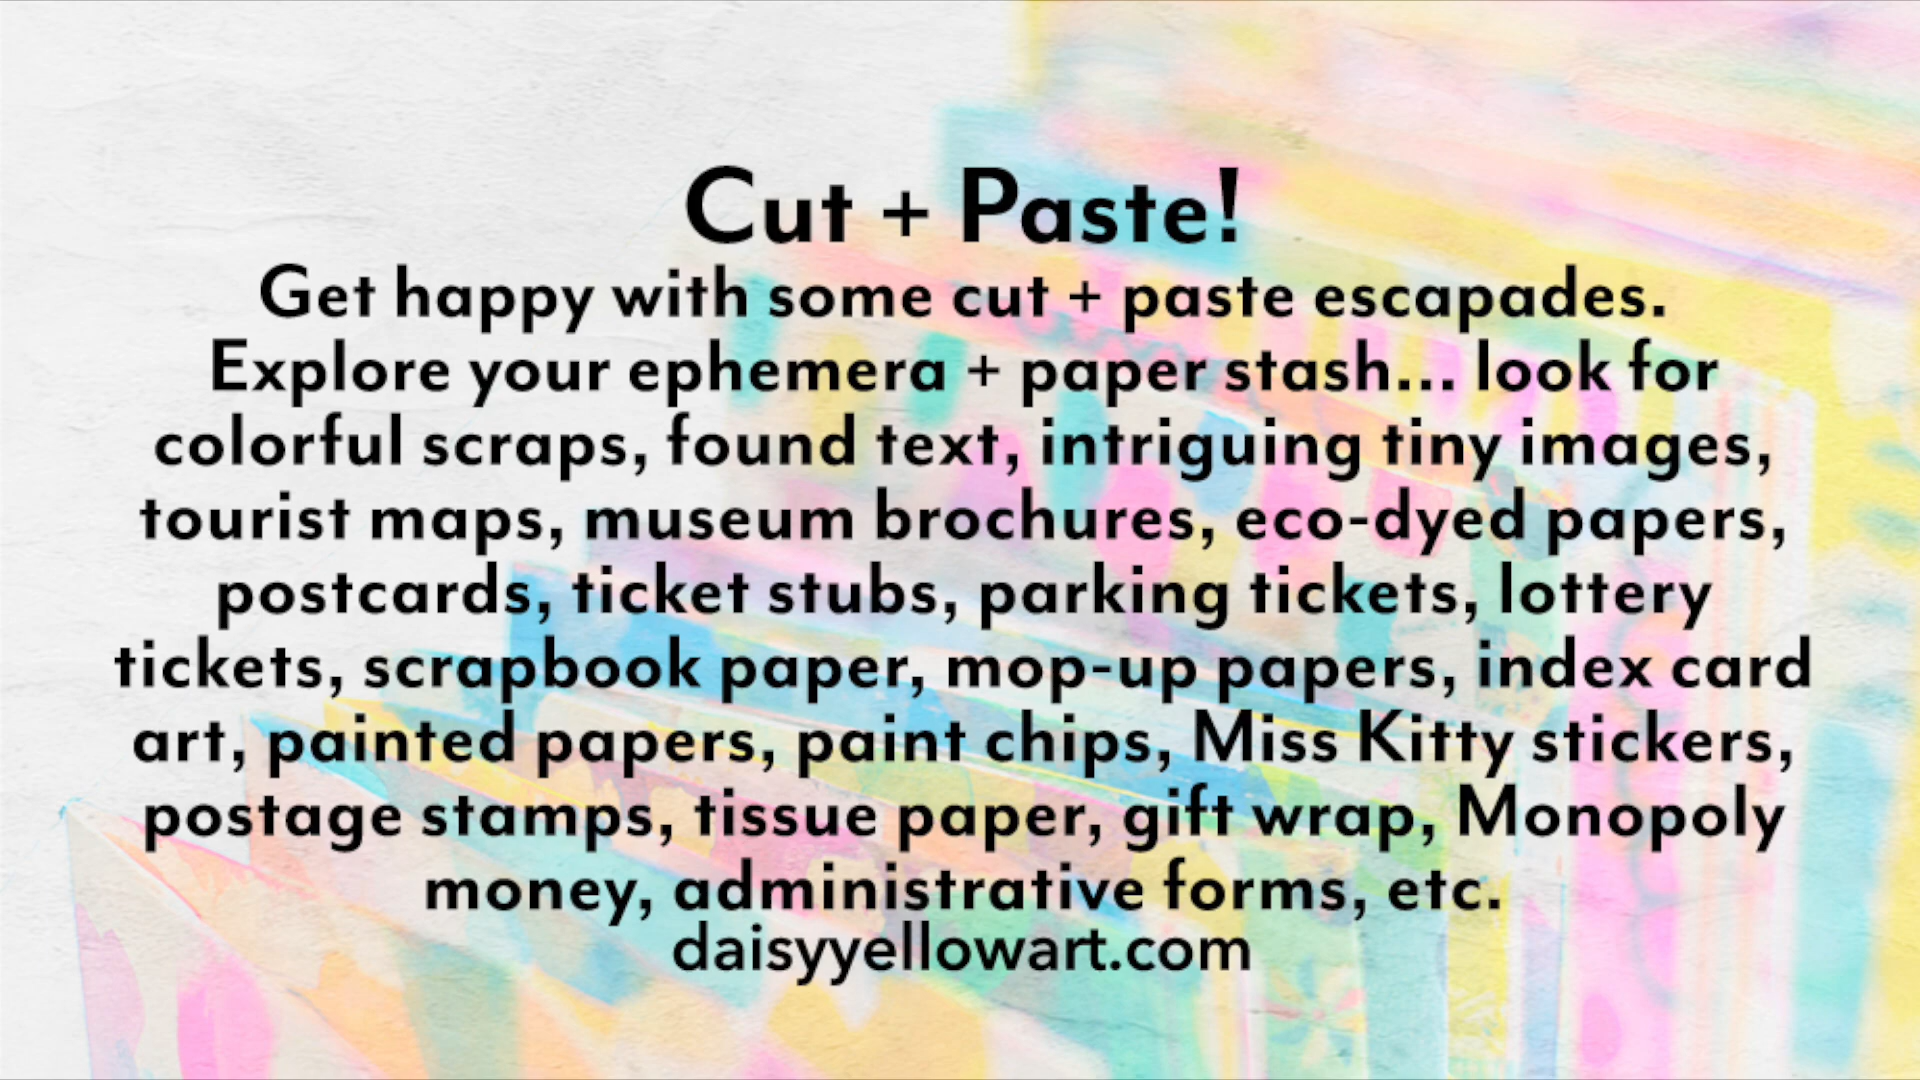 Cut + Paste!
Get happy with some cut + paste escapades.
Explore your ephemera + paper stash... look for
colorful scraps, found text, intriguing tiny images,
tourist maps, museum brochures, eco-dyed papers,
postcards, ticket stubs, parking tickets, lottery
tickets, scrapbook paper, mop-up papers, index card
art, painted papers, paint chips, Miss Kitty stickers,
postage stamps, tissue paper, gift wrap, Monopoly
money, administrative forms, etc.
daisyyellowart.com